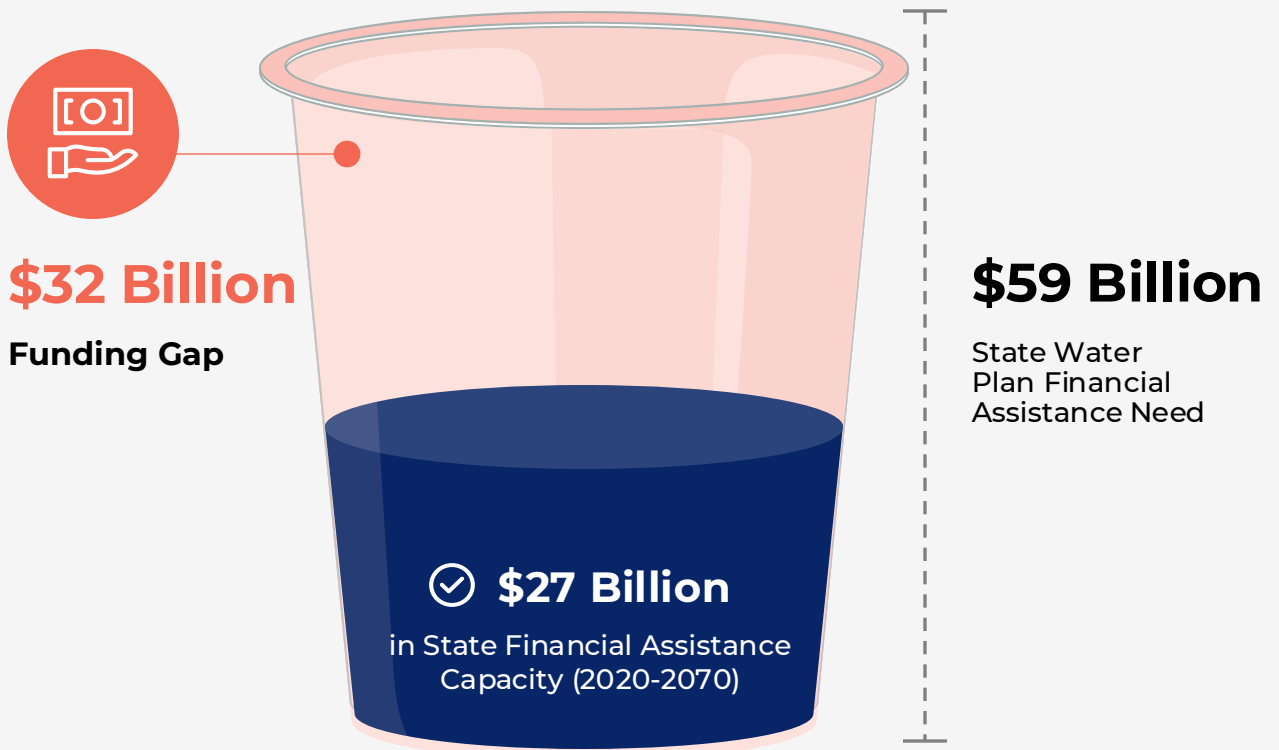 $32 Billion
Funding Gap
$59 Billion
State Water
Plan Financial
Assistance Need
$27 Billion
in State Financial Assistance
Capacity (2020-2070)